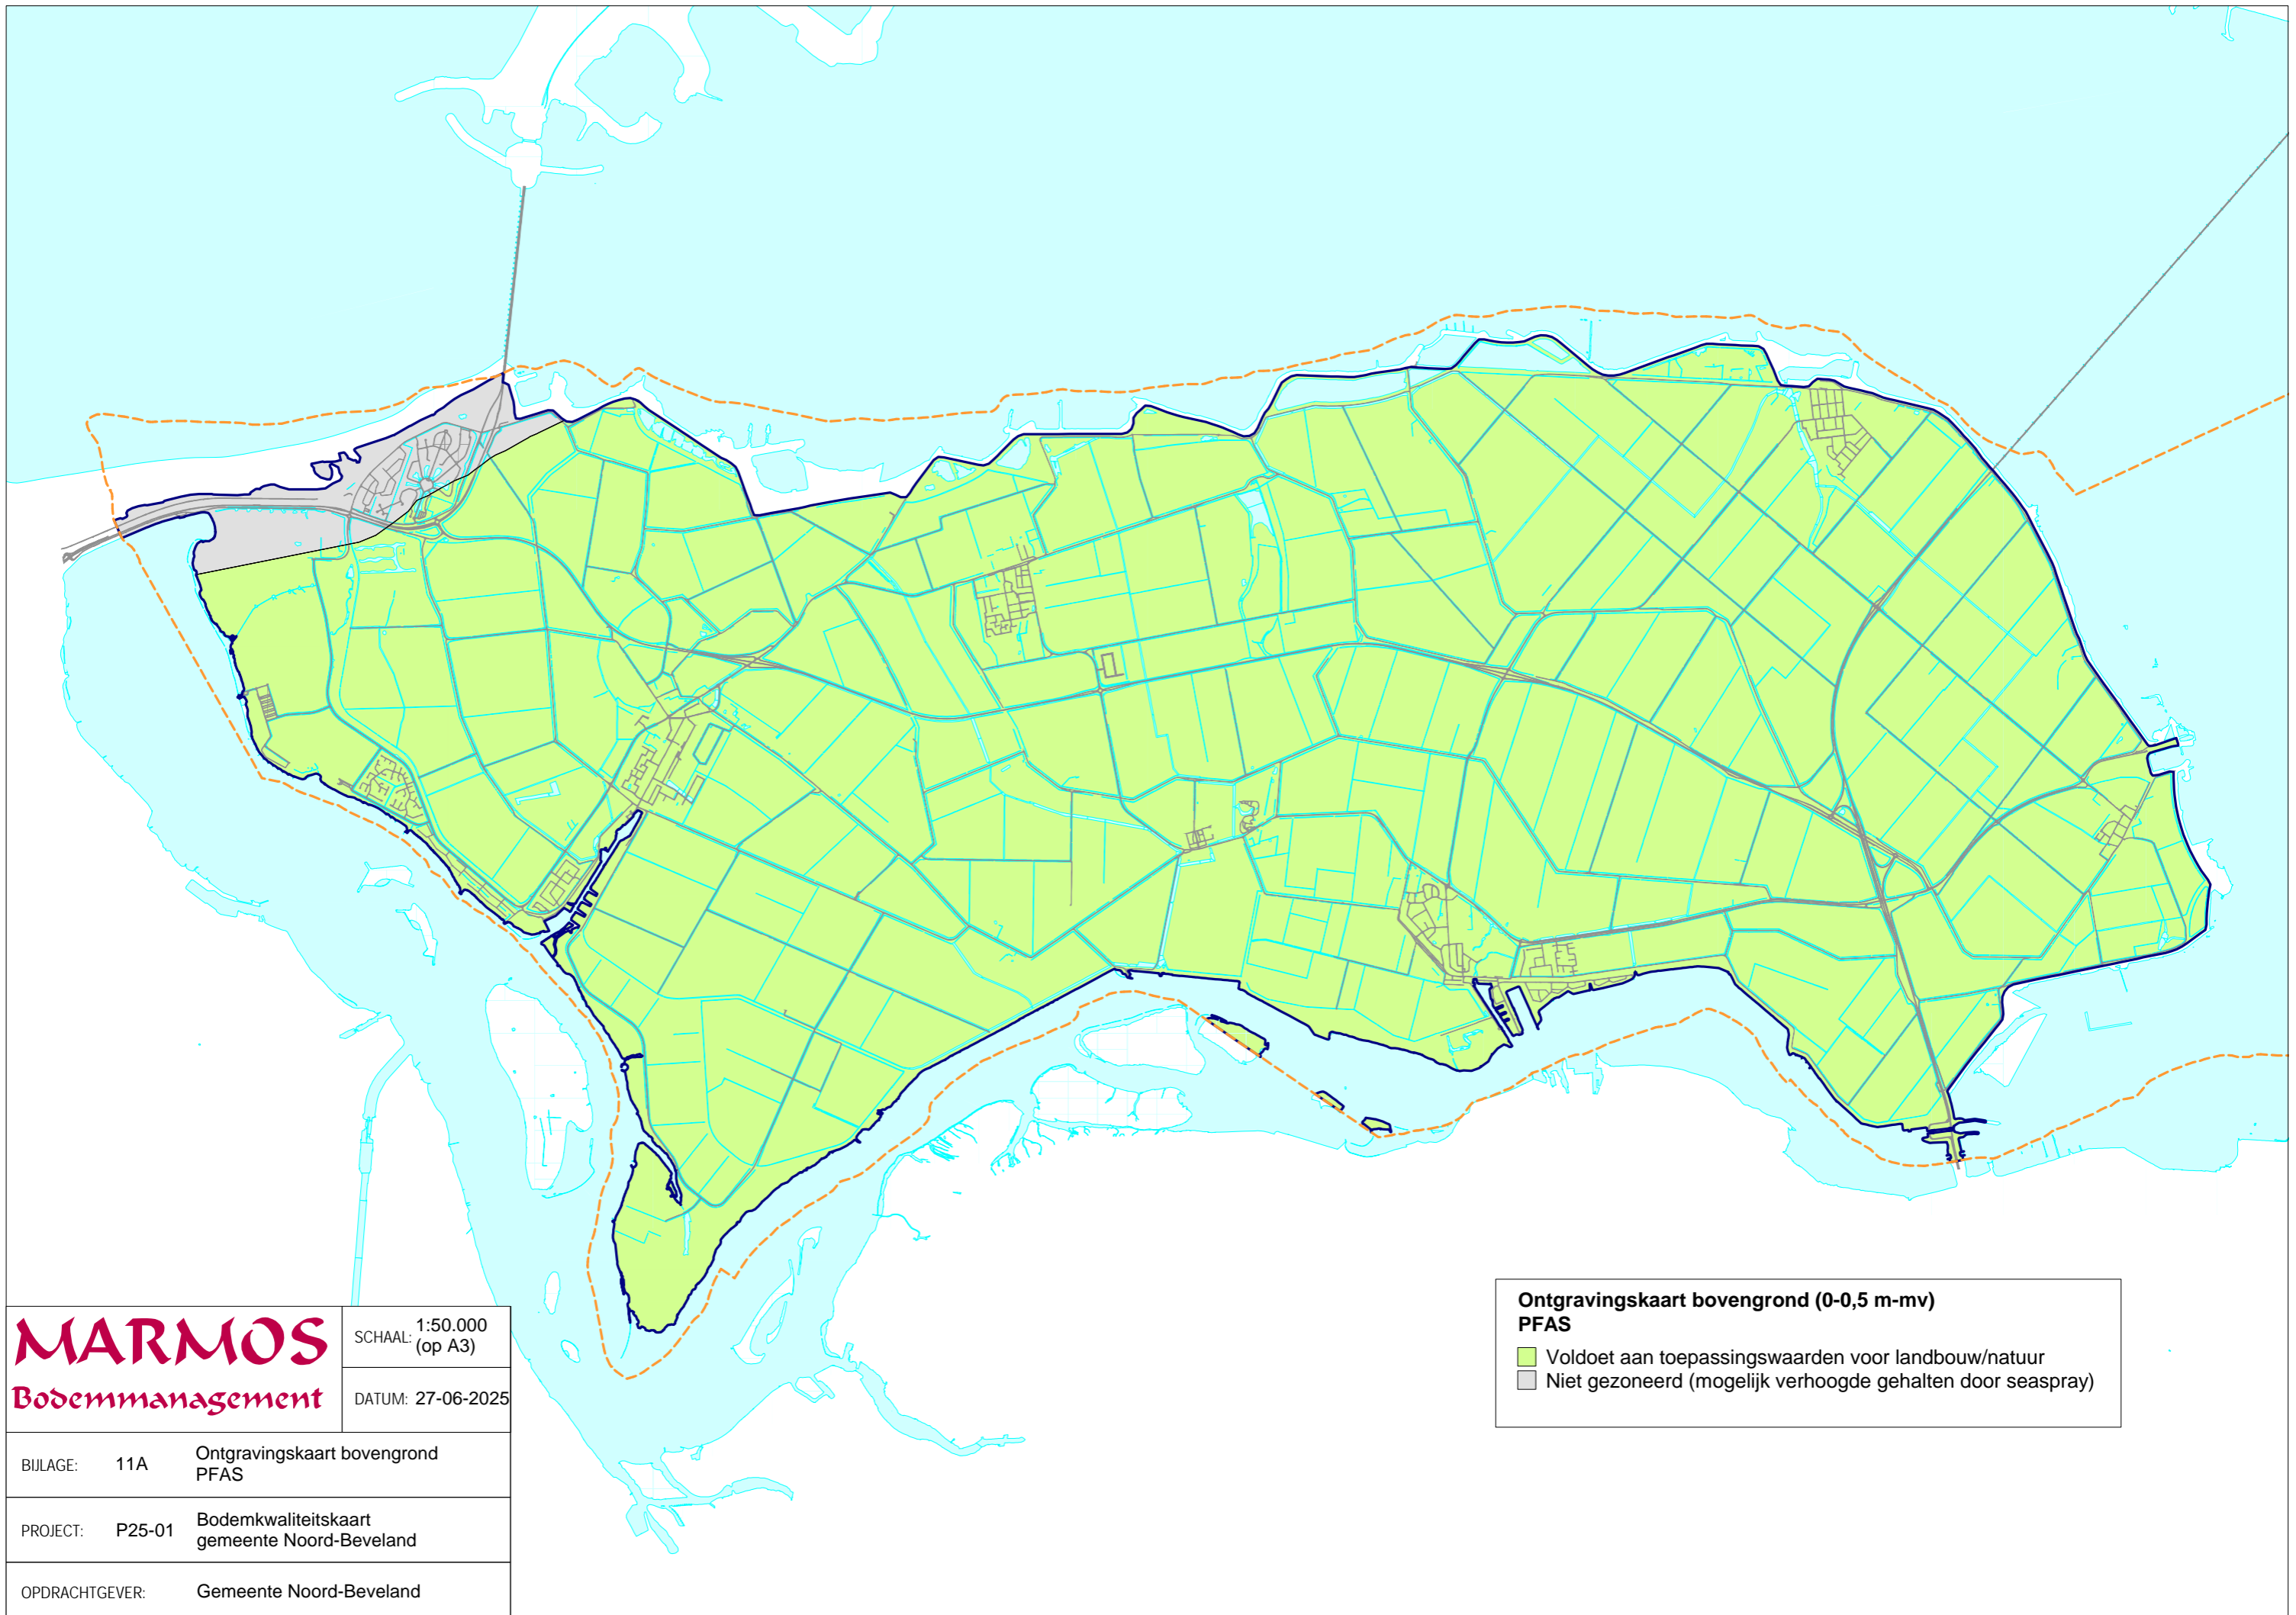 Ontgravingskaart bovengrond (0-0,5 m-mv)
PFAS
Voldoet aan toepassingswaarden voor landbouw/natuur
Niet gezoneerd (mogelijk verhoogde gehalten door seaspray)
MARMOS
Bodemmanagement
SCHAAL: 1:50.000
(op A3)
DATUM: 27-06-2025
BIJLAGE: 11A Ontgravingskaart bovengrond
PFAS
PROJECT: P25-01 Bodemkwaliteitskaart
gemeente Noord-Beveland
OPDRACHTGEVER: Gemeente Noord-Beveland